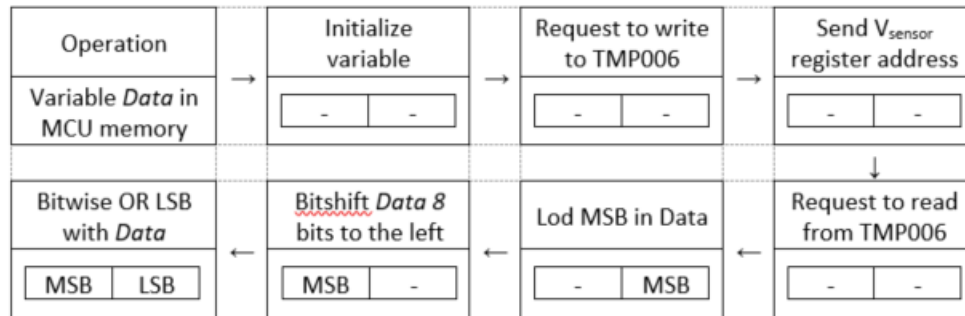 Operation
Variable Data in
MCU memory
→
Initialize
variable
- -
→
Request to write
to TMP006
- -
→
Send Vsensor
register address
- -
↓
Request to read
from TMP006
- -
←
Lod MSB in Data
- MSB
←
Bitshift Data 8
bits to the left
MSB -
←
Bitwise OR LSB
with Data
MSB LSB